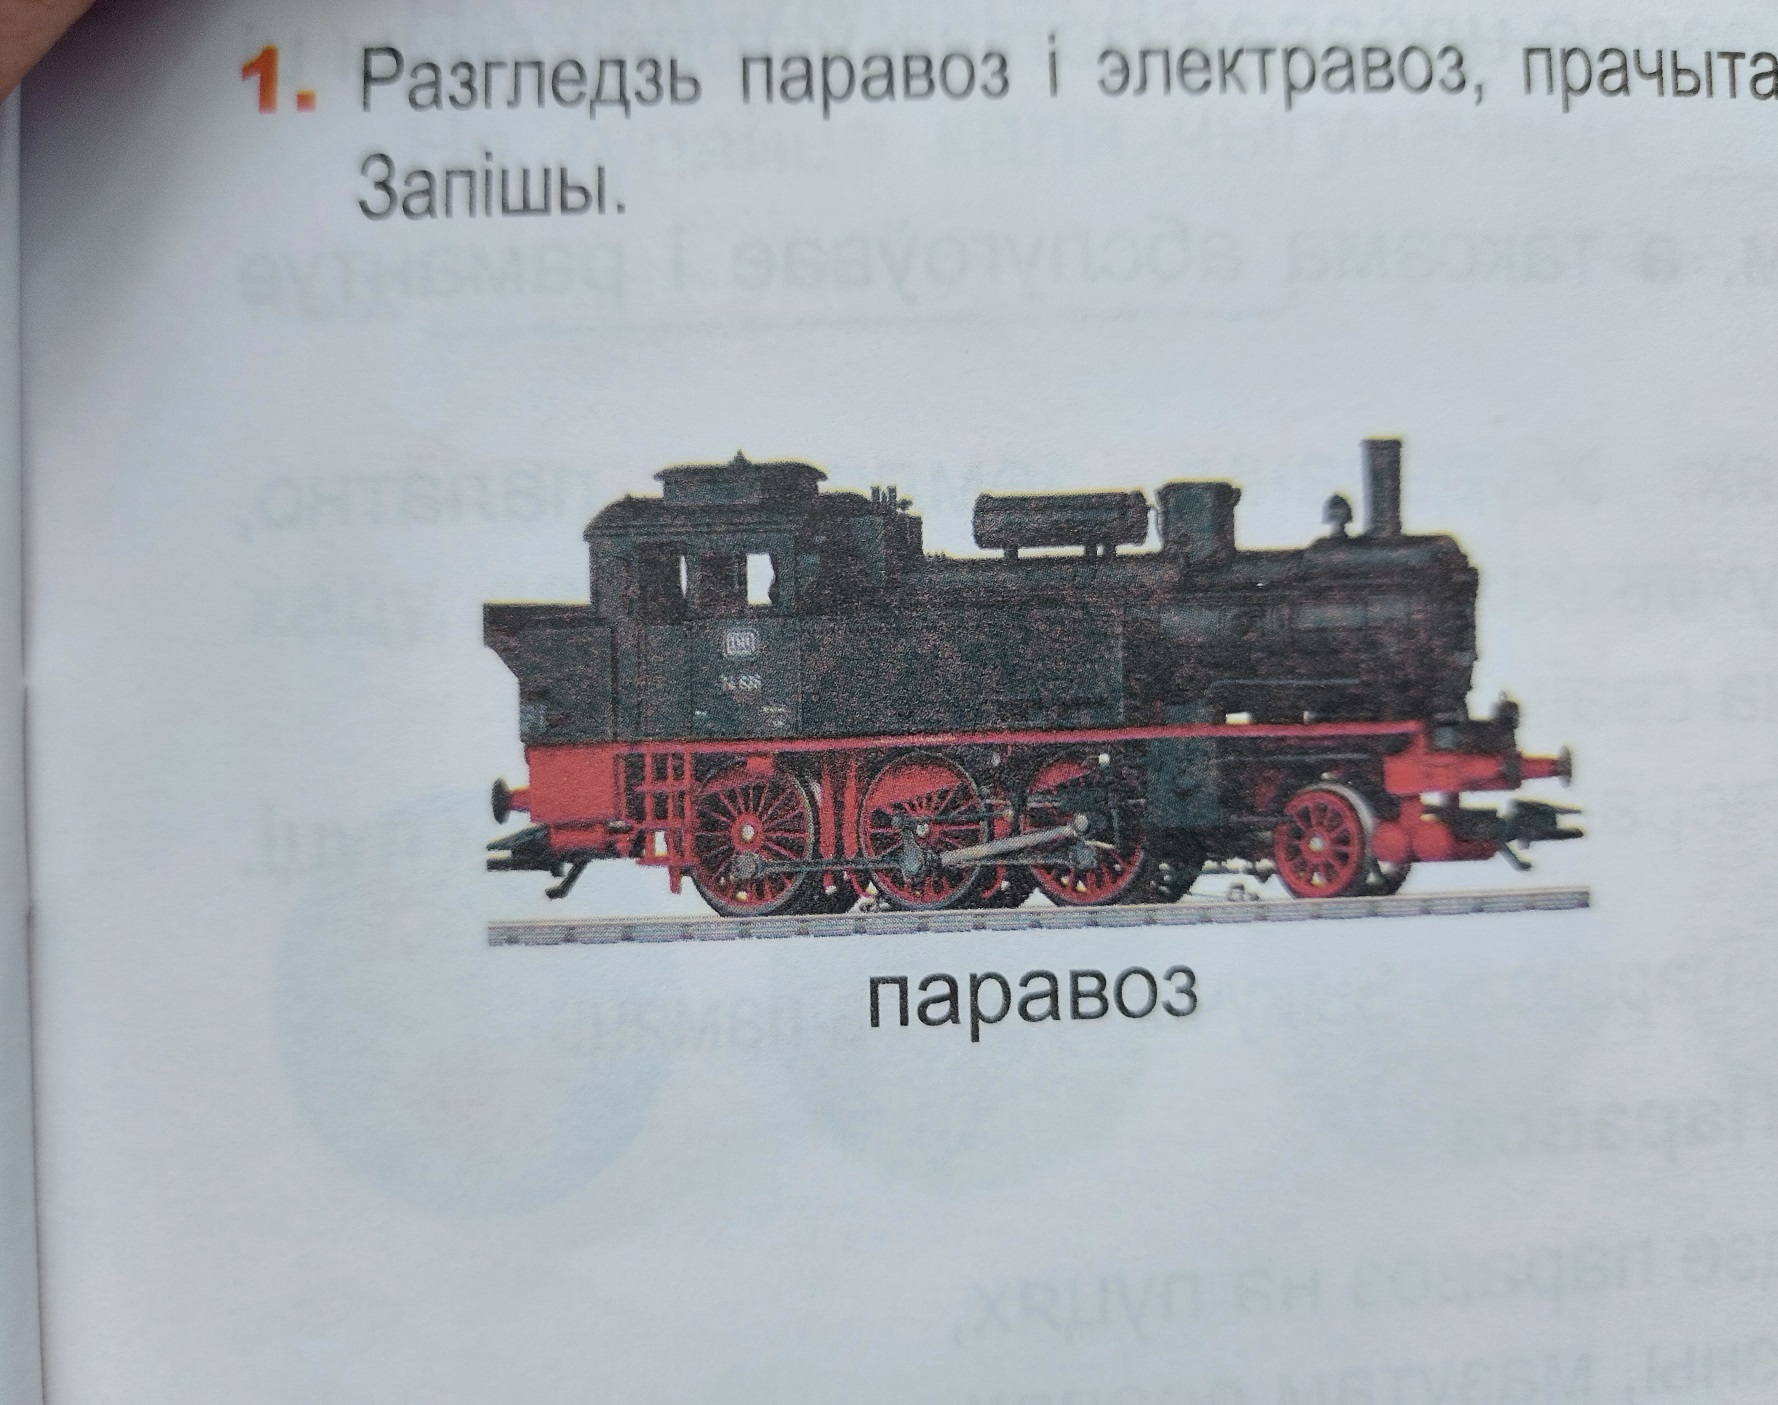 1. Разгледзь паравоз і электравоз, прачыта
Запішы.
паравоз